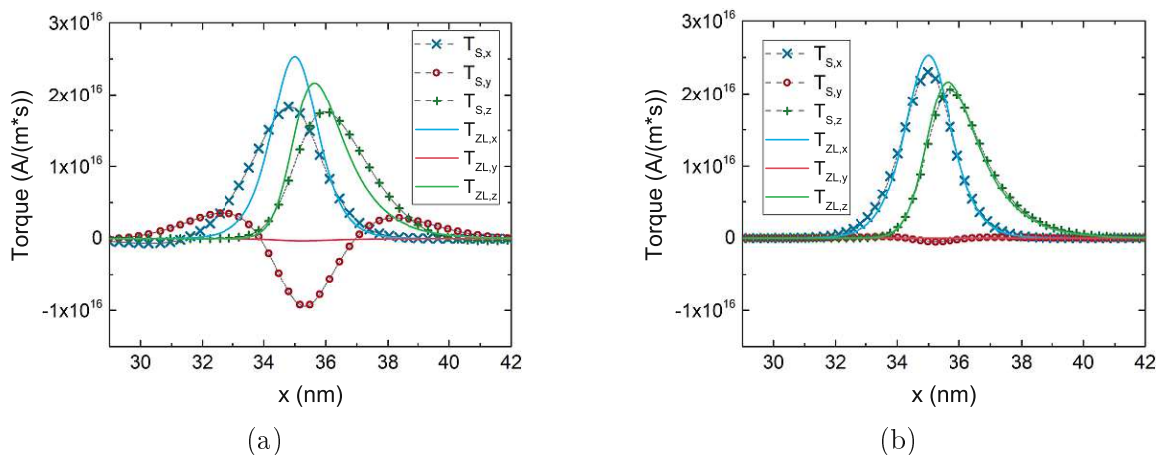 3x10^16
2x10^16
1x10^16
0
-1x10^16
Torque (A/(m*s))
30 32 34 36 38 40 42
x (nm)
T_S,x
T_S,y
T_S,z
T_ZL,x
T_ZL,y
T_ZL,z
(a)
3x10^16
2x10^16
1x10^16
0
-1x10^16
Torque (A/(m*s))
30 32 34 36 38 40 42
x (nm)
T_S,x
T_S,y
T_S,z
T_ZL,x
T_ZL,y
T_ZL,z
(b)